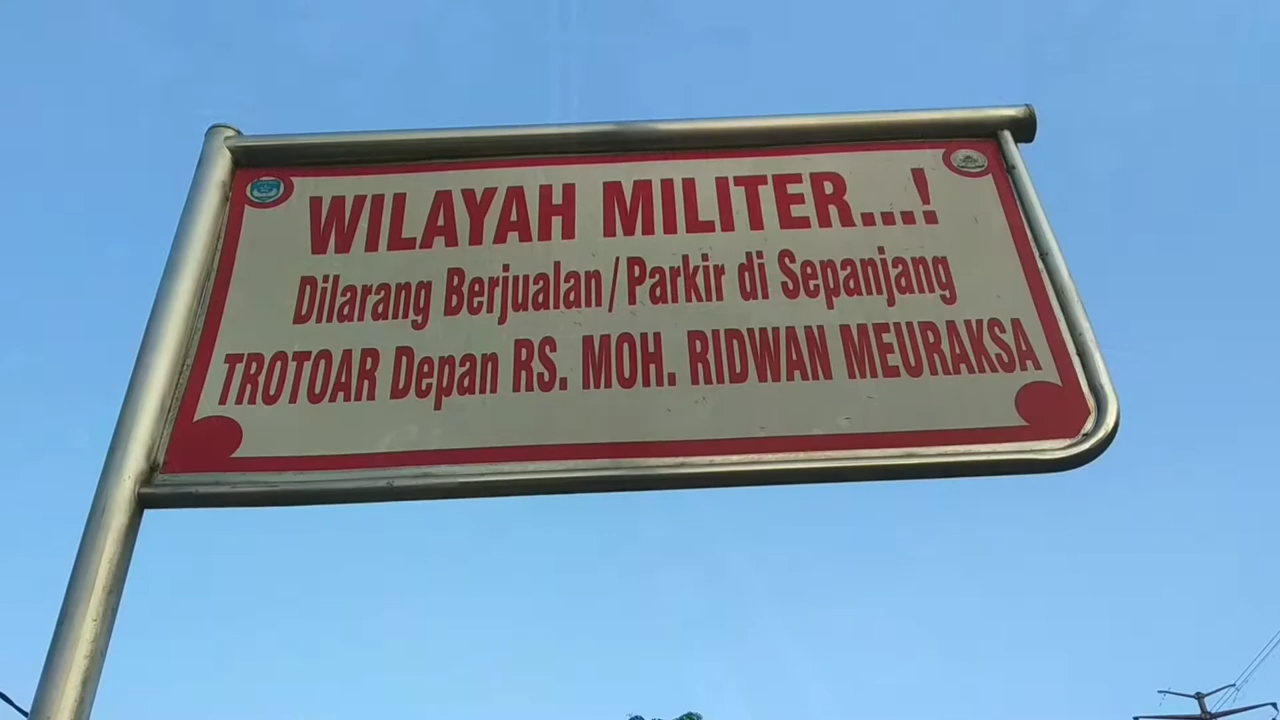 WILAYAH MILITER...!
Dilarang Berjualan/Parkir di Sepanjang
TROTOAR Depan RS. MOH. RIDWAN MEURAKSA